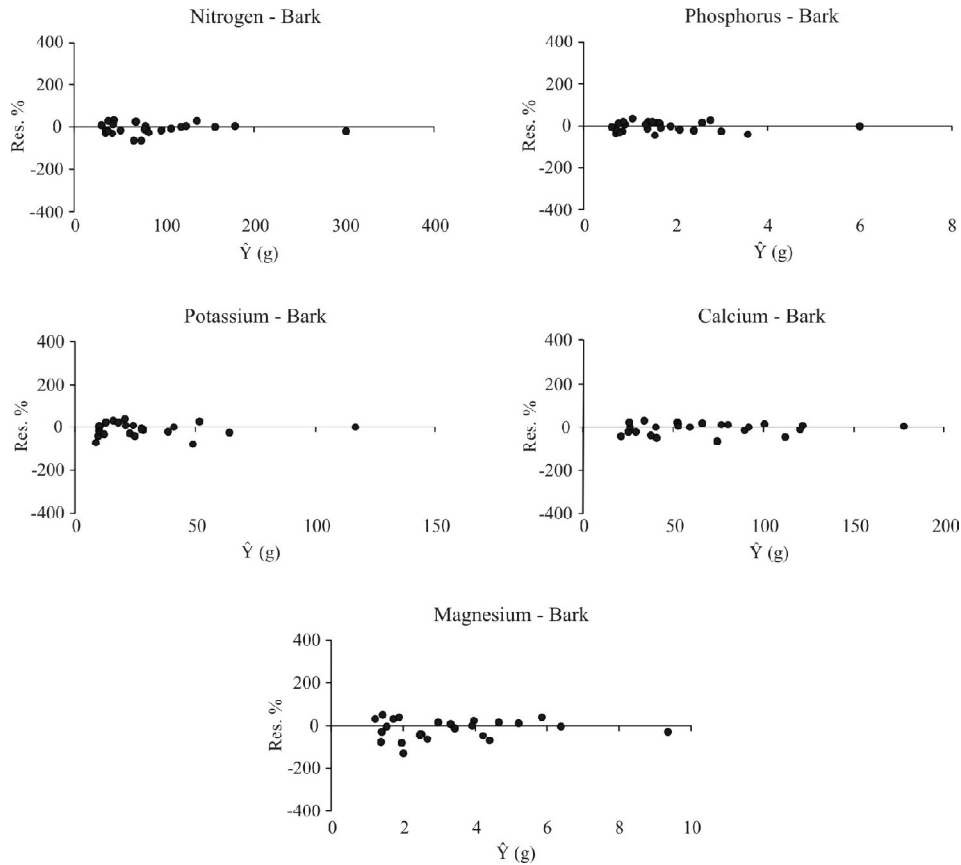 Nitrogen - Bark
400
200
0
-200
-400
Res. %
0 100 200 300 400
Ŷ (g)
Phosphorus - Bark
400
200
0
-200
-400
Res. %
0 2 4 6 8
Ŷ (g)
Potassium - Bark
400
200
0
-200
-400
Res. %
0 50 100 150
Ŷ (g)
Calcium - Bark
400
200
0
-200
-400
Res. %
0 50 100 150 200
Ŷ (g)
Magnesium - Bark
400
200
0
-200
-400
Res. %
0 2 4 6 8 10
Ŷ (g)